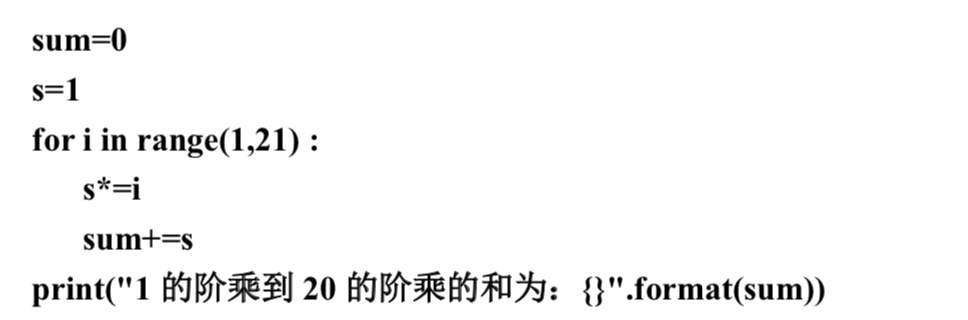 sum=0
s=1
for i in range(1,21) :
    s*=i
    sum+=s
print("1 的阶乘到 20 的阶乘的和为：{}".format(sum))